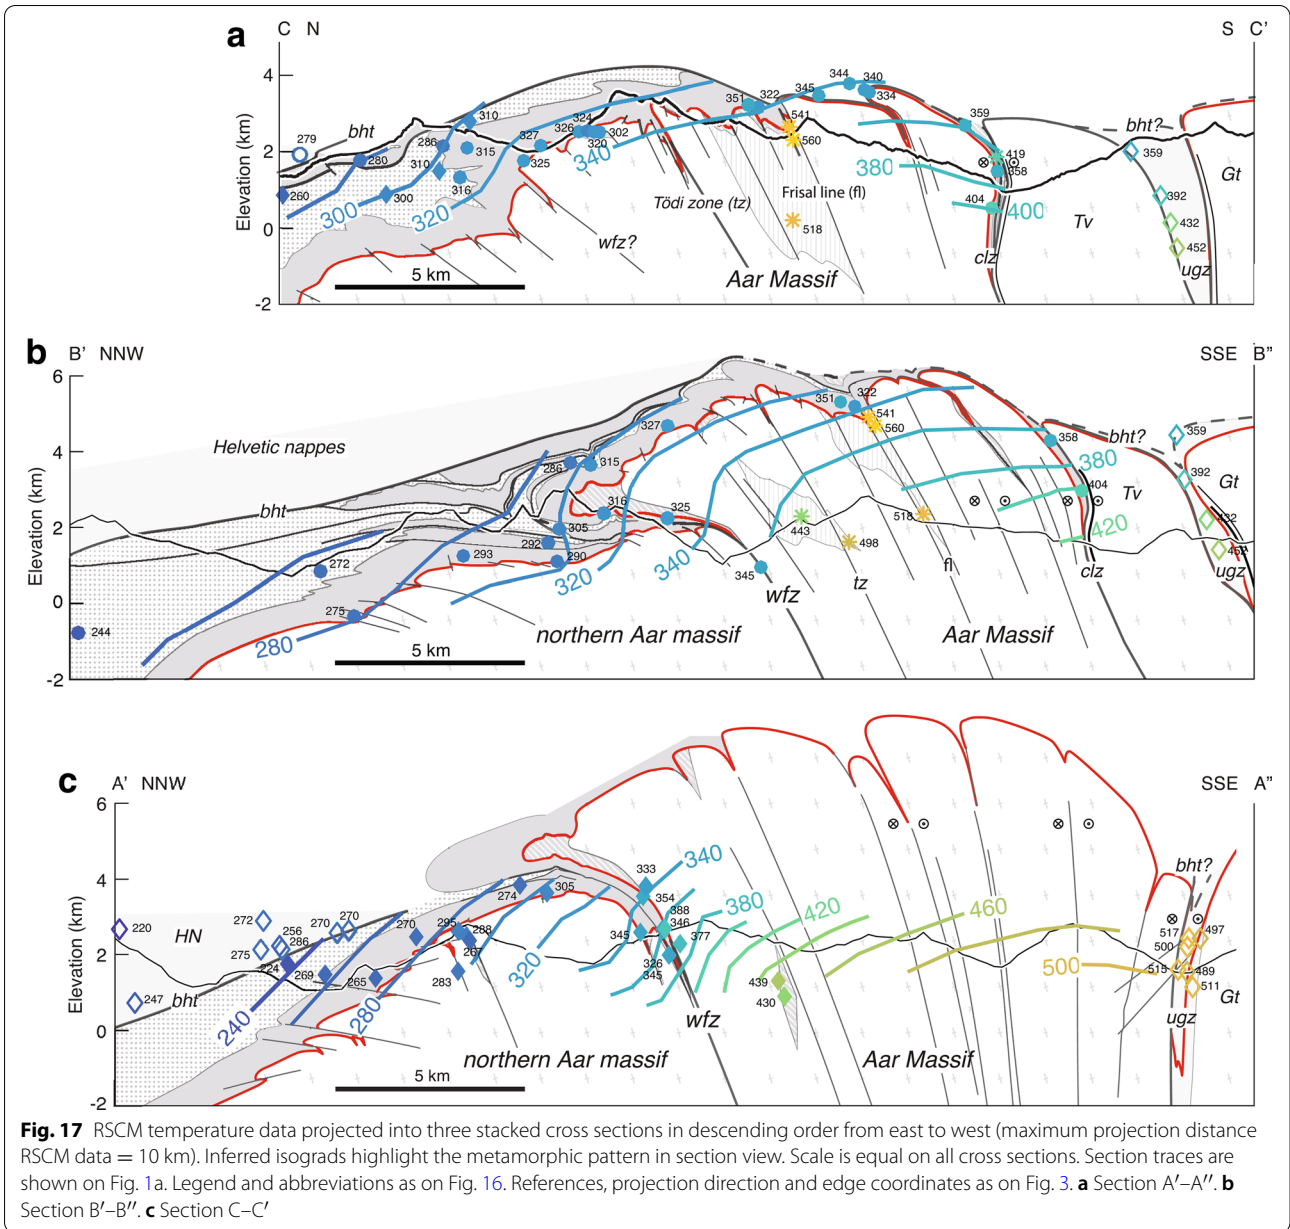 a
C N
S C’
Elevation (km)
4
2
0
-2
279
bht
280
260
286
310
310
315
316
300
300
320
327
325
326
324
320
302
340
351
322
345
344
340
334
541
560
518
Tödi zone (tz)
Frisal line (fl)
wfz?
Aar Massif
5 km
380
359
419
358
404
400
clz
Tv
bht?
359
392
432
452
ugz
Gt
b
B’ NNW
SSE B”
Elevation (km)
6
4
2
0
-2
Helvetic nappes
bht
244
272
275
280
293
286
315
327
305
292
290
316
325
320
340
345
351
322
541
560
443
498
518
wfz
tz
fl
northern Aar massif
Aar Massif
5 km
358
380
404
420
clz
bht?
Tv
359
392
432
452
ugz
Gt
c
A’ NNW
SSE A”
Elevation (km)
6
4
2
0
-2
220
HN
247
bht
272
275
256
286
270
270
224
269
240
265
270
280
274
295
288
267
283
305
320
333
354
388
346
345
377
326
345
340
380
420
439
430
460
500
wfz
northern Aar massif
Aar Massif
5 km
bht?
517
500
497
515
489
511
ugz
Gt
Fig. 17 RSCM temperature data projected into three stacked cross sections in descending order from east to west (maximum projection distance
RSCM data = 10 km). Inferred isograds highlight the metamorphic pattern in section view. Scale is equal on all cross sections. Section traces are
shown on Fig. 1a. Legend and abbreviations as on Fig. 16. References, projection direction and edge coordinates as on Fig. 3. a Section A′–A″. b
Section B′–B″. c Section C–C′